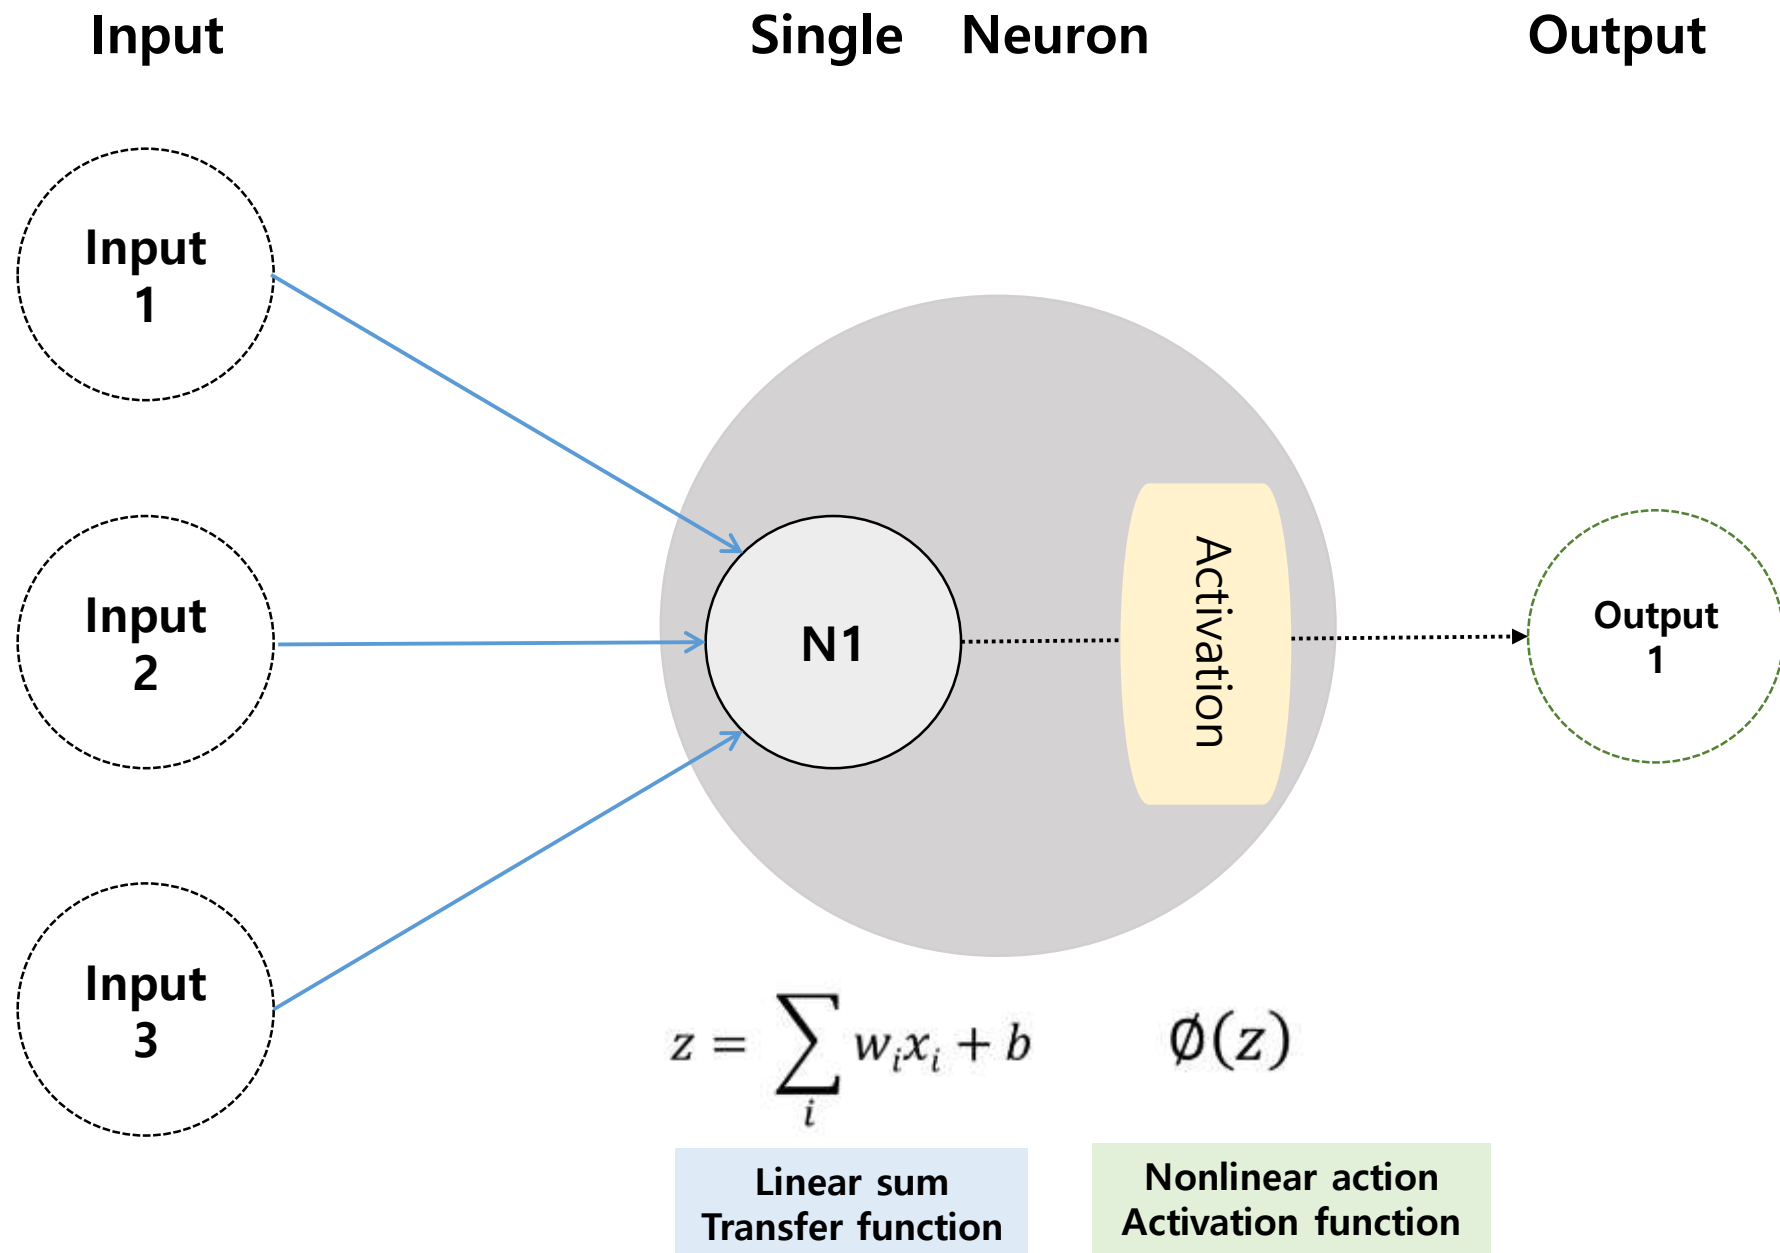 Input
Single Neuron
Output
Input
1
Input
2
Input
3
N1
Activation
Output
1
z = ∑ᵢ wᵢxᵢ + b
∅(z)
Linear sum
Transfer function
Nonlinear action
Activation function